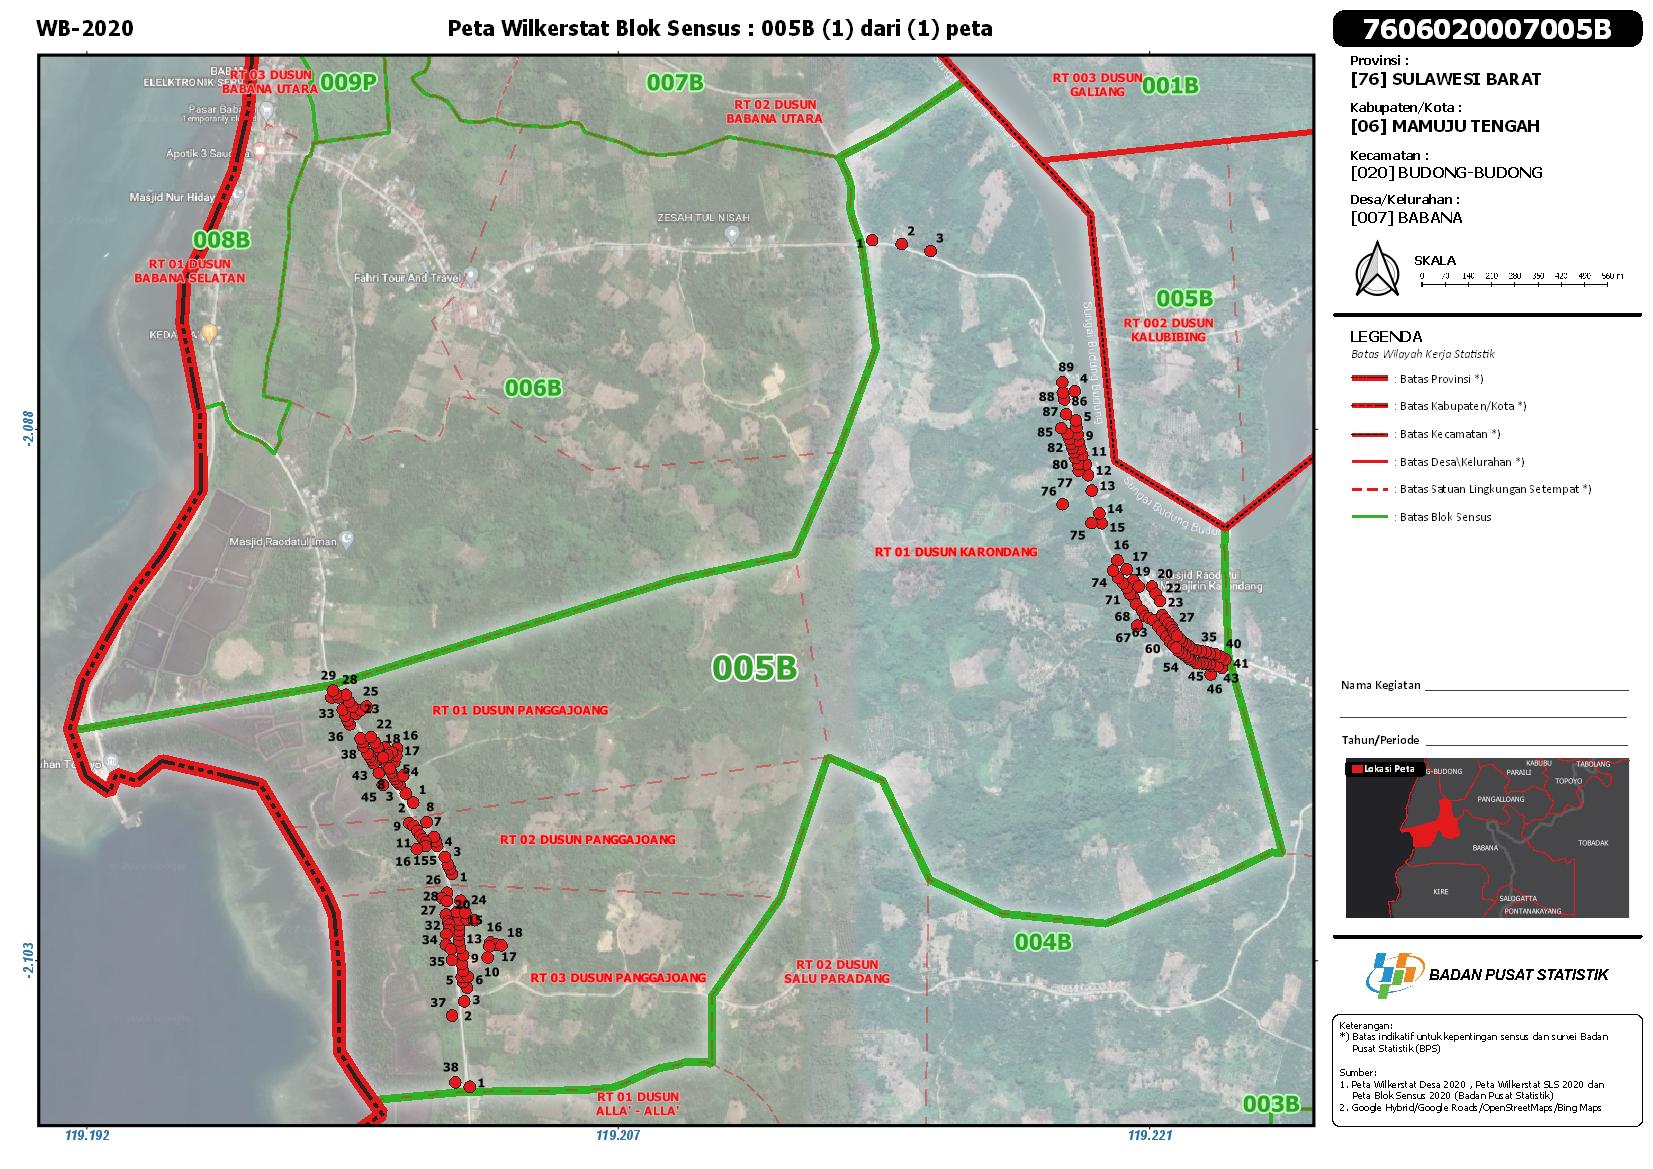 WB-2020
Peta Wilkerstat Blok Sensus : 005B (1) dari (1) peta
7606020007005B
Provinsi :
[76] SULAWESI BARAT
Kabupaten/Kota :
[06] MAMUJU TENGAH
Kecamatan :
[020] BUDONG-BUDONG
Desa/Kelurahan :
[007] BABANA
SKALA
0 70 140 210 280 350 420 490 560 m
LEGENDA
Batas Wilayah Kerja Statistik
: Batas Provinsi *)
: Batas Kabupaten/Kota *)
: Batas Kecamatan *)
: Batas Desa\Kelurahan *)
: Batas Satuan Lingkungan Setempat *)
: Batas Blok Sensus
Nama Kegiatan
Tahun/Periode
Lokasi Peta
G-BUDONG
KABUBU
TABOLANG
PARAILI
TOPOYO
PANGALLOANG
BABANA
TOBADAK
KIRE
SALOGATTA
PONTANAKAYANG
BADAN PUSAT STATISTIK
Keterangan:
*) Batas indikatif untuk kepentingan sensus dan survei Badan
Pusat Statistik (BPS)
Sumber:
1. Peta Wilkerstat Desa 2020 , Peta Wilkerstat SLS 2020 dan
Peta Blok Sensus 2020 (Badan Pusat Statistik)
2. Google Hybrid/Google Roads/OpenStreetMaps/Bing Maps
RT 03 DUSUN
BABANA UTARA
009P
007B
RT 02 DUSUN
BABANA UTARA
RT 003 DUSUN
GALIANG
001B
Pasar
Temporarily
Apotik 3
Masjid Nur
008B
RT 01 DUSUN
BABANA SELATAN
ZESAH TUL NISAH
Fahri Tour And Travel
1
2
3
005B
RT 002 DUSUN
KALUBIBING
006B
Masjid Raodatul Iman
Sungai Budung Budung
89
4
88
86
87
5
85
9
82
11
80
12
77
13
76
14
75
15
RT 01 DUSUN KARONDANG
16
17
74
19
20
22
71
23
68
27
67
63
60
35
40
54
41
45
43
46
005B
29
28
25
33
23
RT 01 DUSUN PANGGAJOANG
36
22
16
18
38
17
43
54
45
8
3
1
2
8
9
7
11
4
RT 02 DUSUN PANGGAJOANG
16
155
3
1
26
28
24
27
20
32
15
16
34
13
18
35
9
17
10
RT 03 DUSUN PANGGAJOANG
5
6
37
3
2
38
1
RT 01 DUSUN
ALLA' - ALLA'
RT 02 DUSUN
SALU PARADANG
004B
003B
-2.088
-2.103
119.192
119.207
119.221